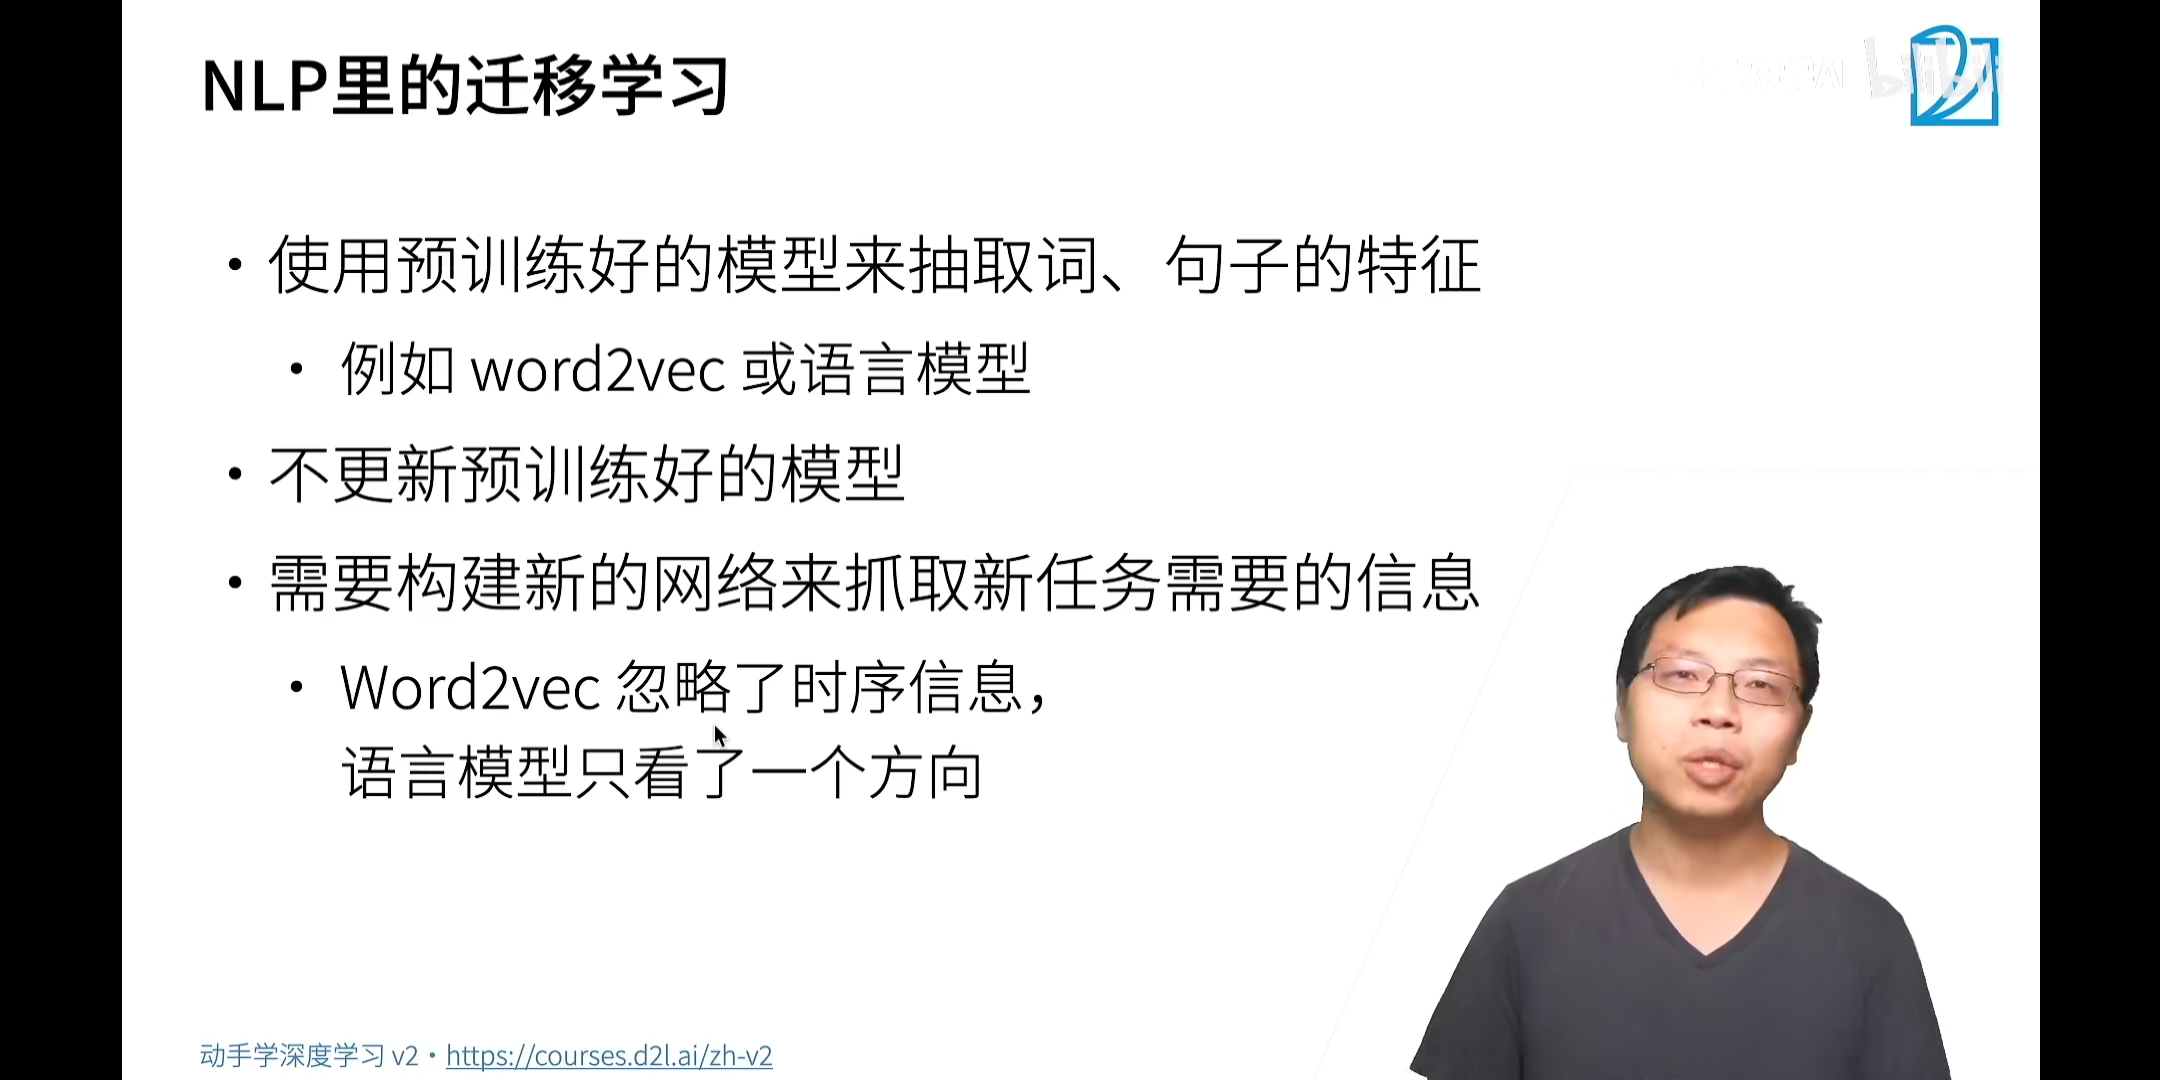 NLP里的迁移学习
bilibili
• 使用预训练好的模型来抽取词、句子的特征
• 例如 word2vec 或语言模型
• 不更新预训练好的模型
• 需要构建新的网络来抓取新任务需要的信息
• Word2vec 忽略了时序信息，
语言模型只看了一个方向
动手学深度学习 v2 • https://courses.d2l.ai/zh-v2